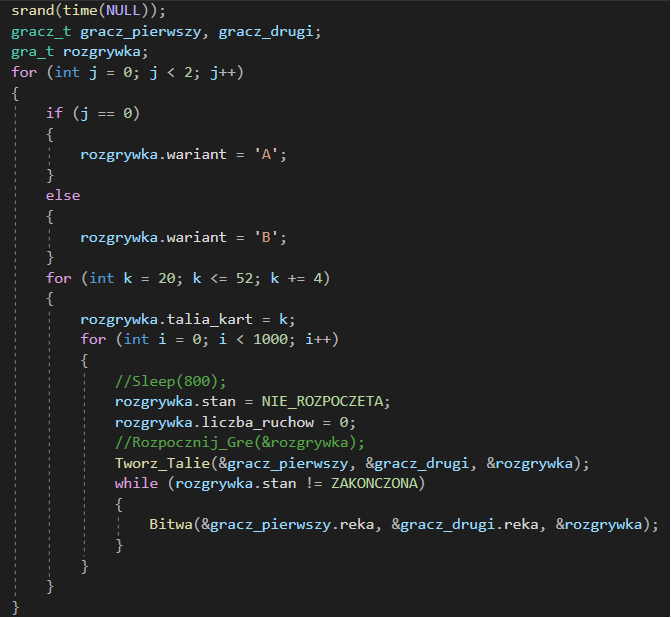 srand(time(NULL));
gracz_t gracz_pierwszy, gracz_drugi;
gra_t rozgrywka;
for (int j = 0; j < 2; j++)
{
    if (j == 0)
    {
        rozgrywka.wariant = 'A';
    }
    else
    {
        rozgrywka.wariant = 'B';
    }
    for (int k = 20; k <= 52; k += 4)
    {
        rozgrywka.talia_kart = k;
        for (int i = 0; i < 1000; i++)
        {
            //Sleep(800);
            rozgrywka.stan = NIE_ROZPOCZETA;
            rozgrywka.liczba_ruchow = 0;
            //Rozpocznij_Gre(&rozgrywka);
            Tworz_Talie(&gracz_pierwszy, &gracz_drugi, &rozgrywka);
            while (rozgrywka.stan != ZAKONCZONA)
            {
                Bitwa(&gracz_pierwszy.reka, &gracz_drugi.reka, &rozgrywka);
            }
        }
    }
}